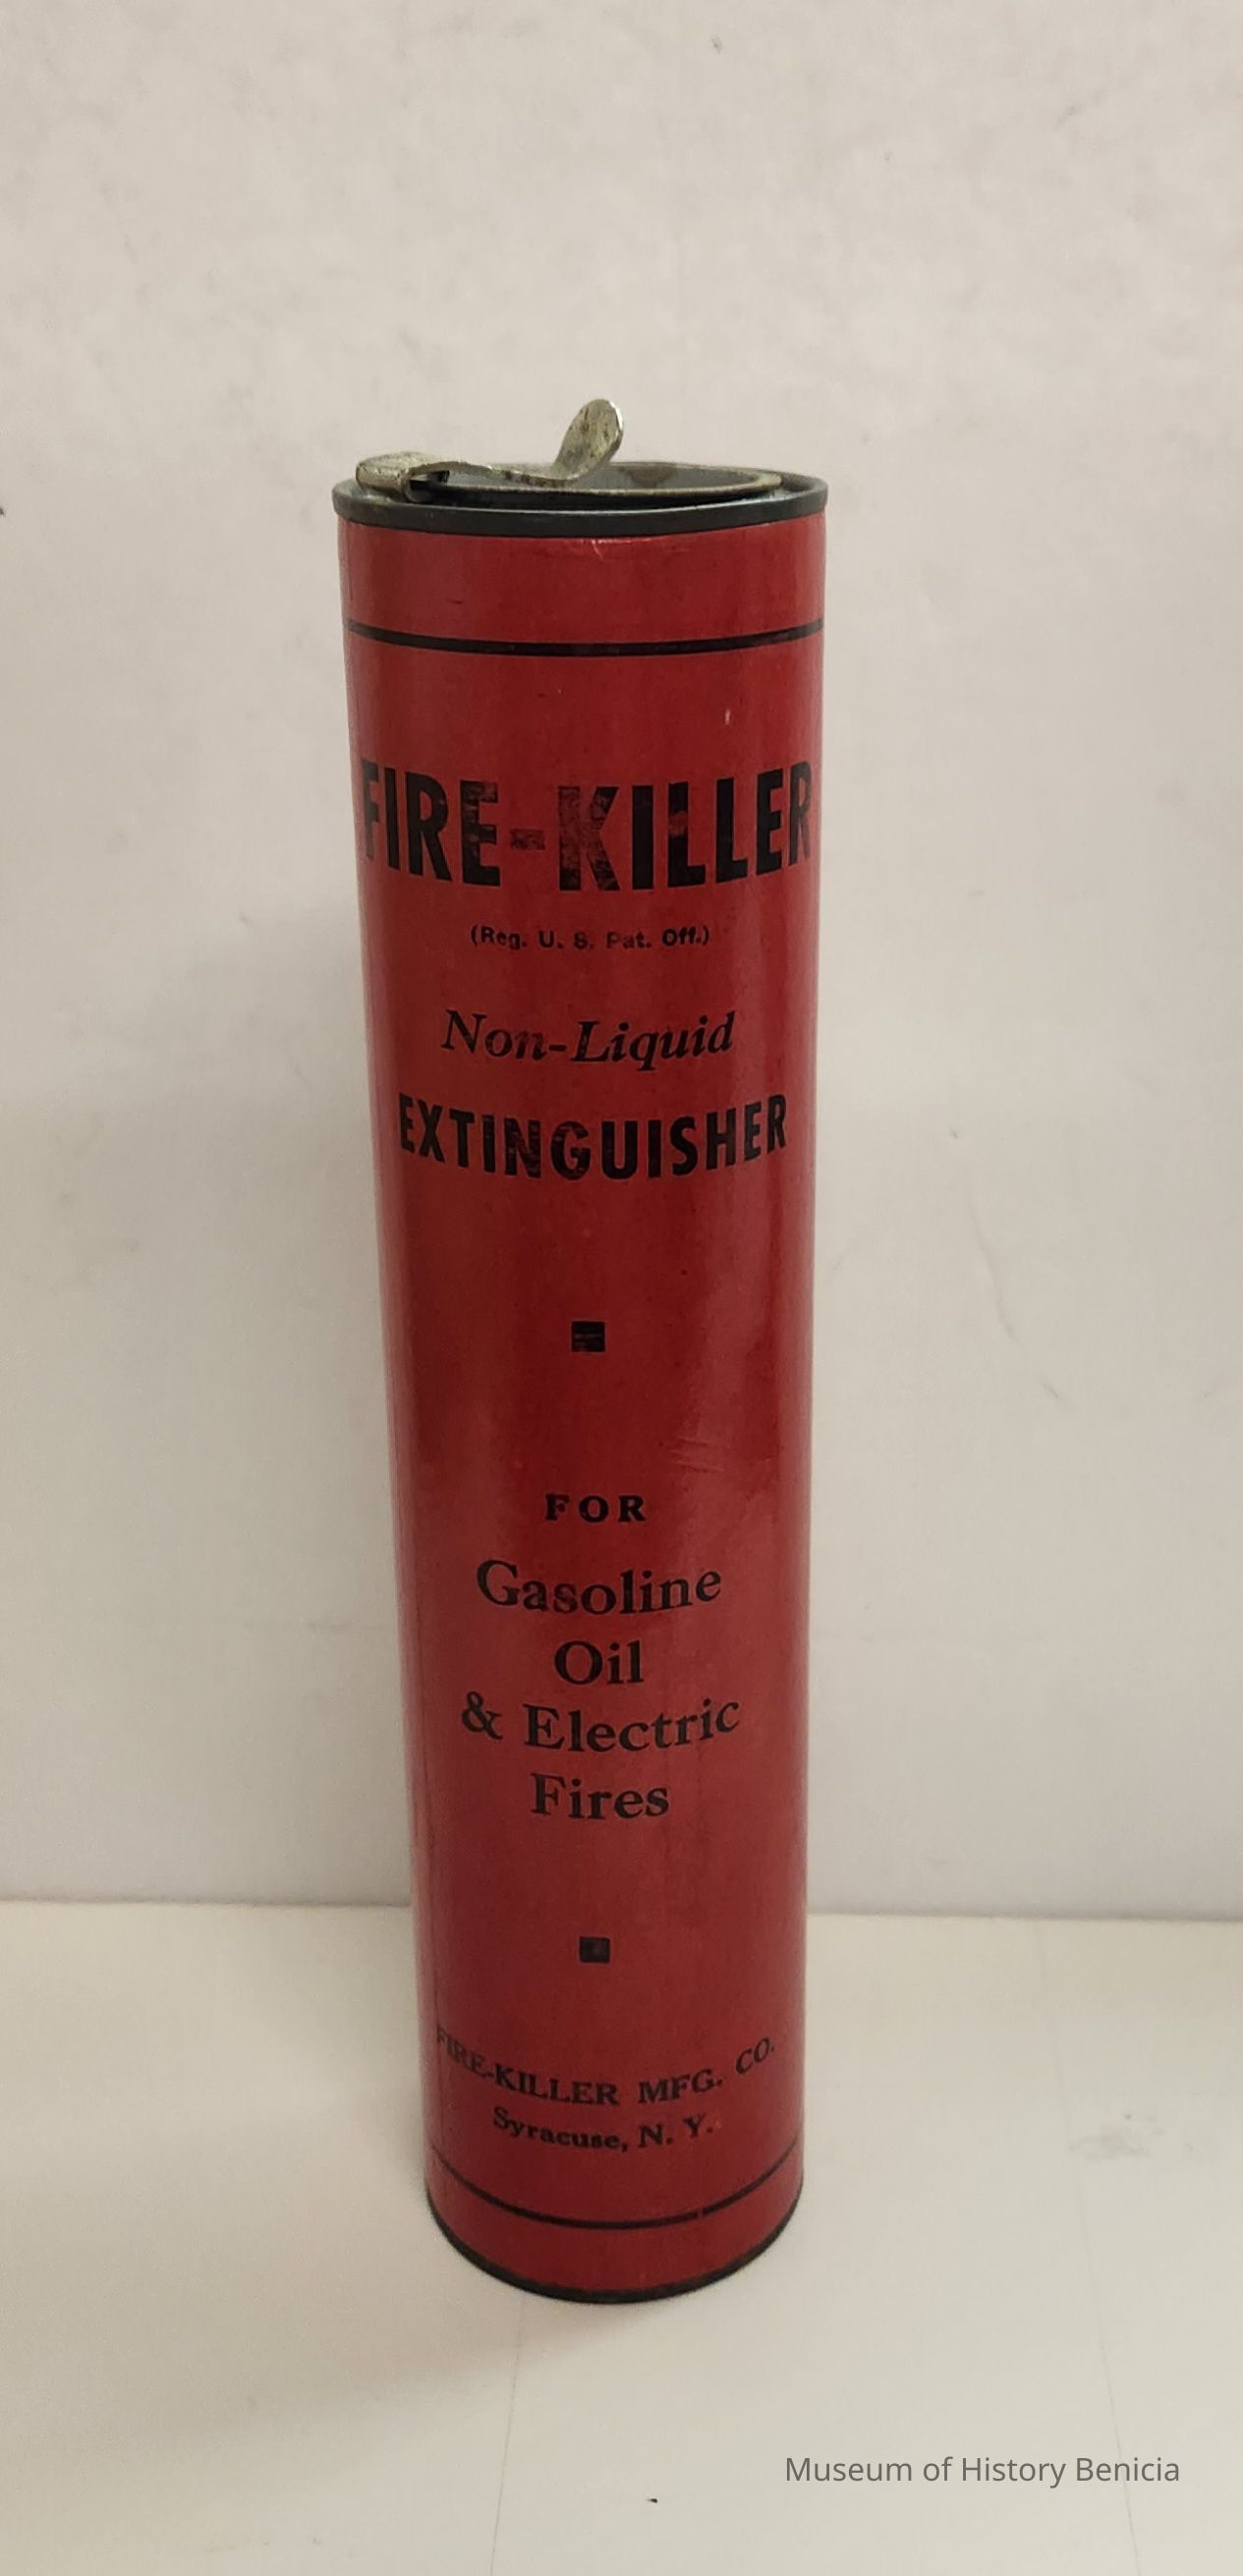 FIRE-KILLER
(Reg. U. S. Pat. Off.)
Non-Liquid
EXTINGUISHER
FOR
Gasoline
Oil
& Electric
Fires
FIRE-KILLER MFG. CO.
Syracuse, N. Y.
Museum of History Benicia